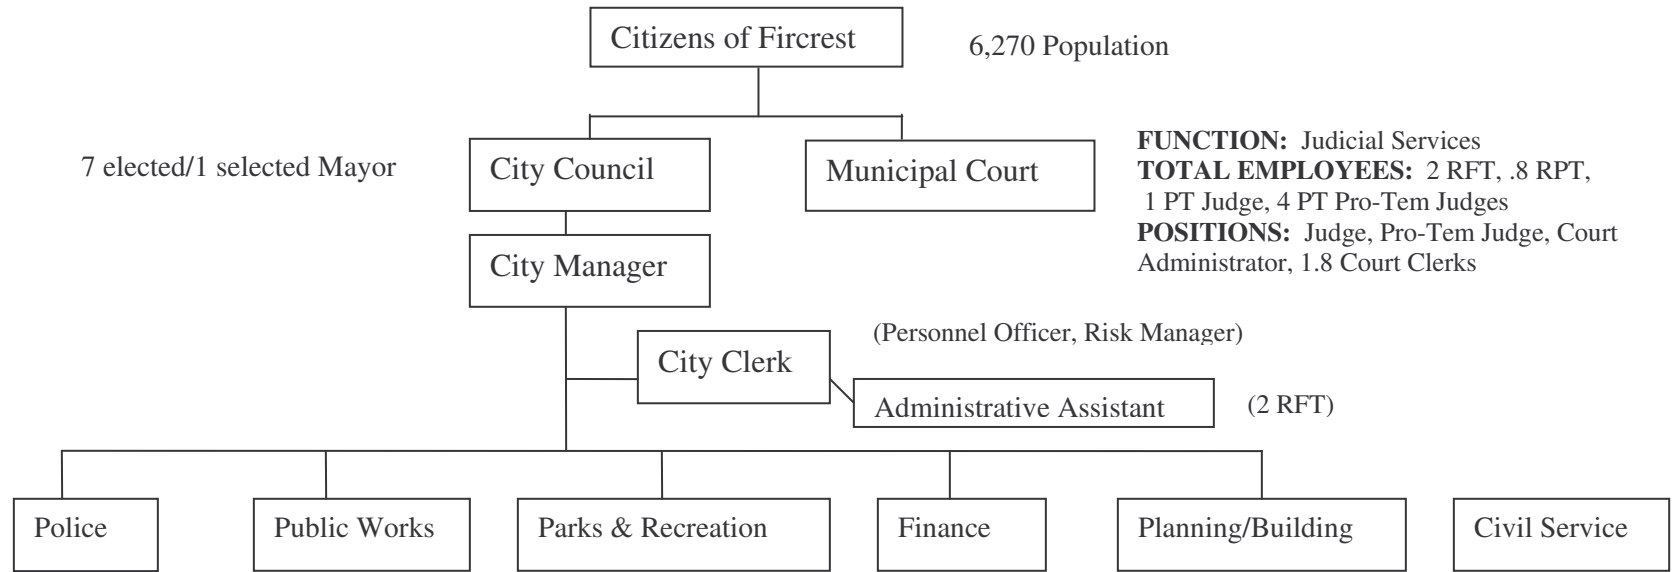 Citizens of Fircrest
6,270 Population
7 elected/1 selected Mayor
City Council
Municipal Court
FUNCTION: Judicial Services
TOTAL EMPLOYEES: 2 RFT, .8 RPT,
1 PT Judge, 4 PT Pro-Tem Judges
POSITIONS: Judge, Pro-Tem Judge, Court
Administrator, 1.8 Court Clerks
City Manager
(Personnel Officer, Risk Manager)
City Clerk
Administrative Assistant
(2 RFT)
Police
Public Works
Parks & Recreation
Finance
Planning/Building
Civil Service